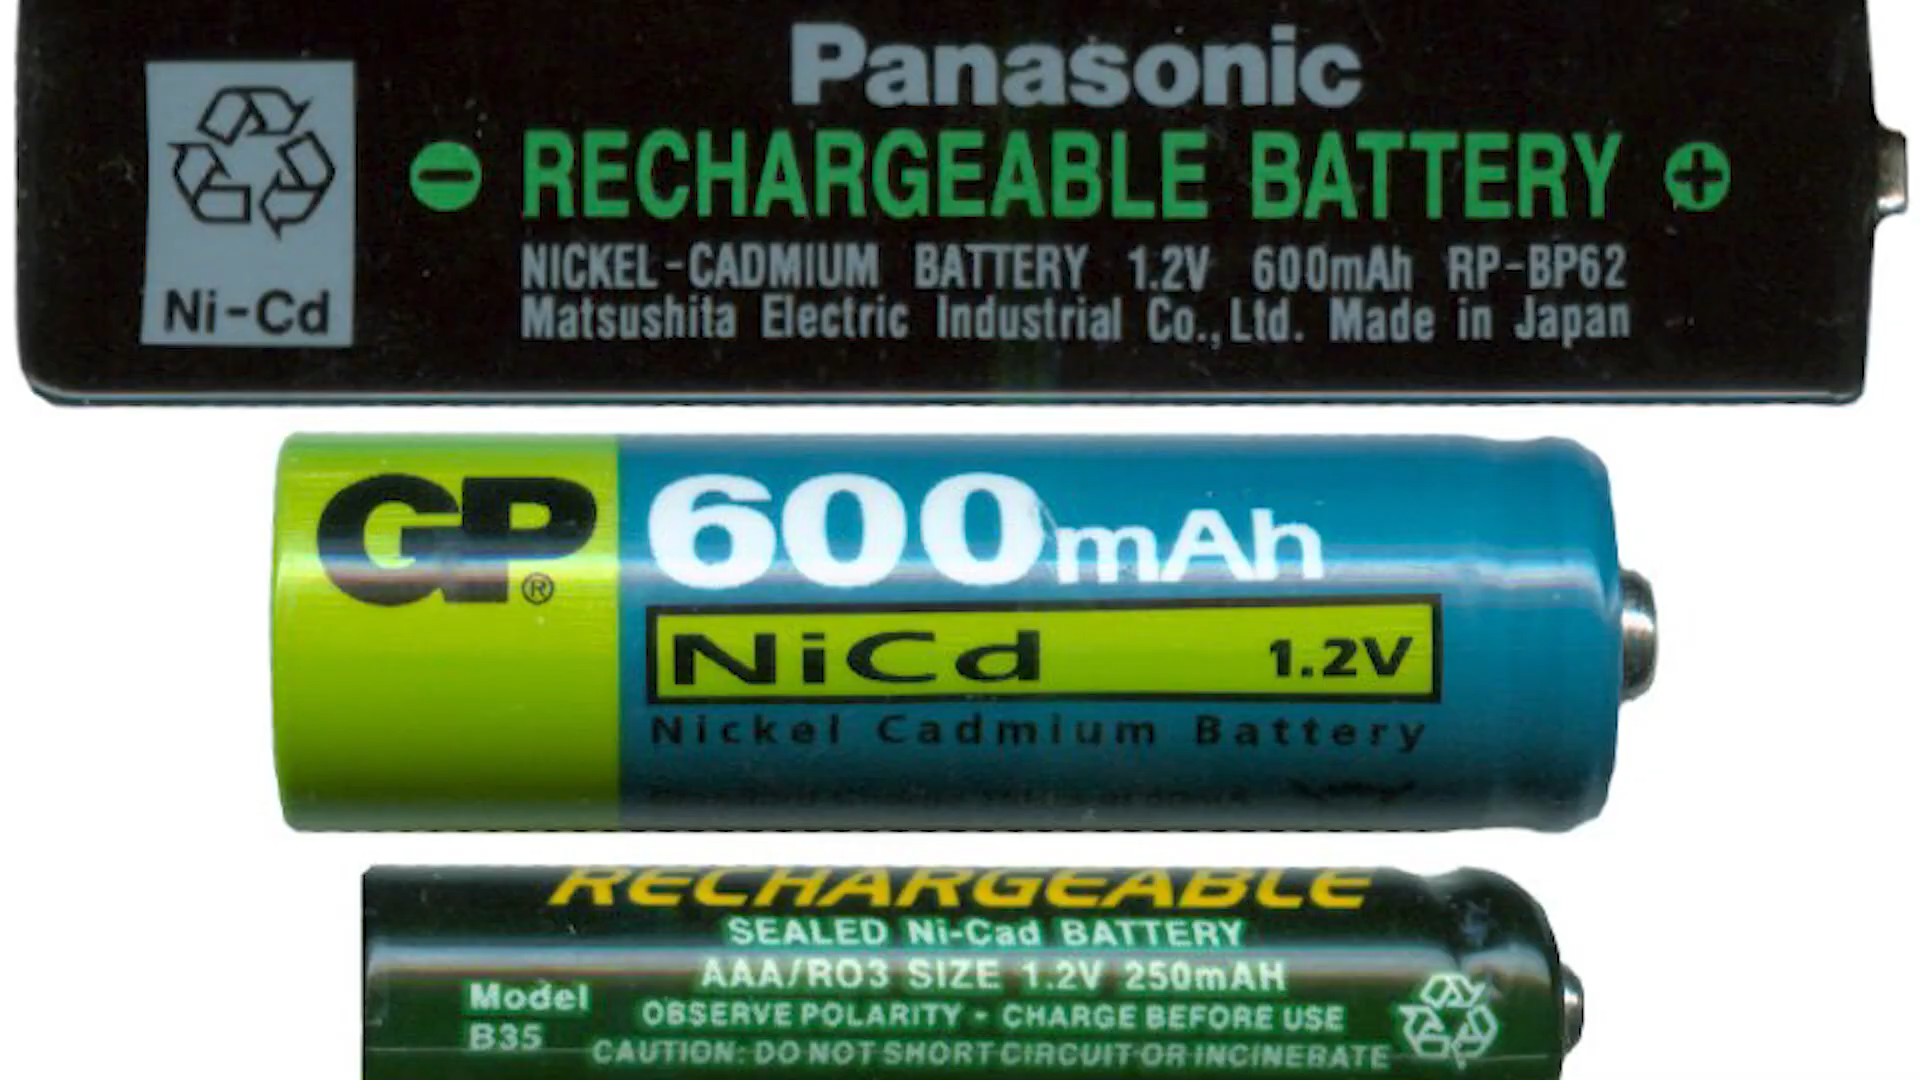 Panasonic
RECHARGEABLE BATTERY
NICKEL-CADMIUM BATTERY 1.2V 600mAh RP-BP62
Matsushita Electric Industrial Co.,Ltd. Made in Japan
Ni-Cd
GP®
600mAh
NiCd 1.2V
Nickel Cadmium Battery
RECHARGEABLE
SEALED Ni-Cad BATTERY
AAA/RO3 SIZE 1.2V 250mAH
Model
B35
OBSERVE POLARITY - CHARGE BEFORE USE
CAUTION: DO NOT SHORT CIRCUIT OR INCINERATE